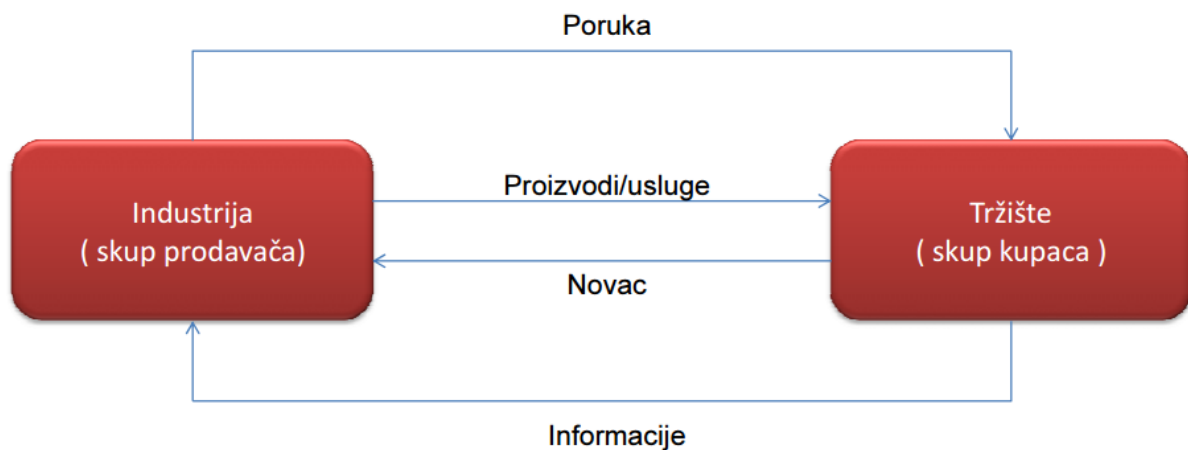 Poruka
Industrija
( skup prodavača)
Proizvodi/usluge
Novac
Tržište
( skup kupaca )
Informacije